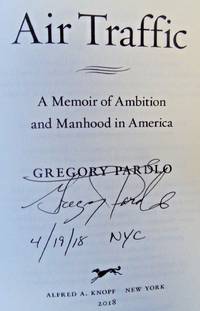 Air Traffic
A Memoir of Ambition
and Manhood in America
GREGORY PARDLO
Gregory Pardlo
4/19/18 NYC
ALFRED A. KNOPF NEW YORK
2018